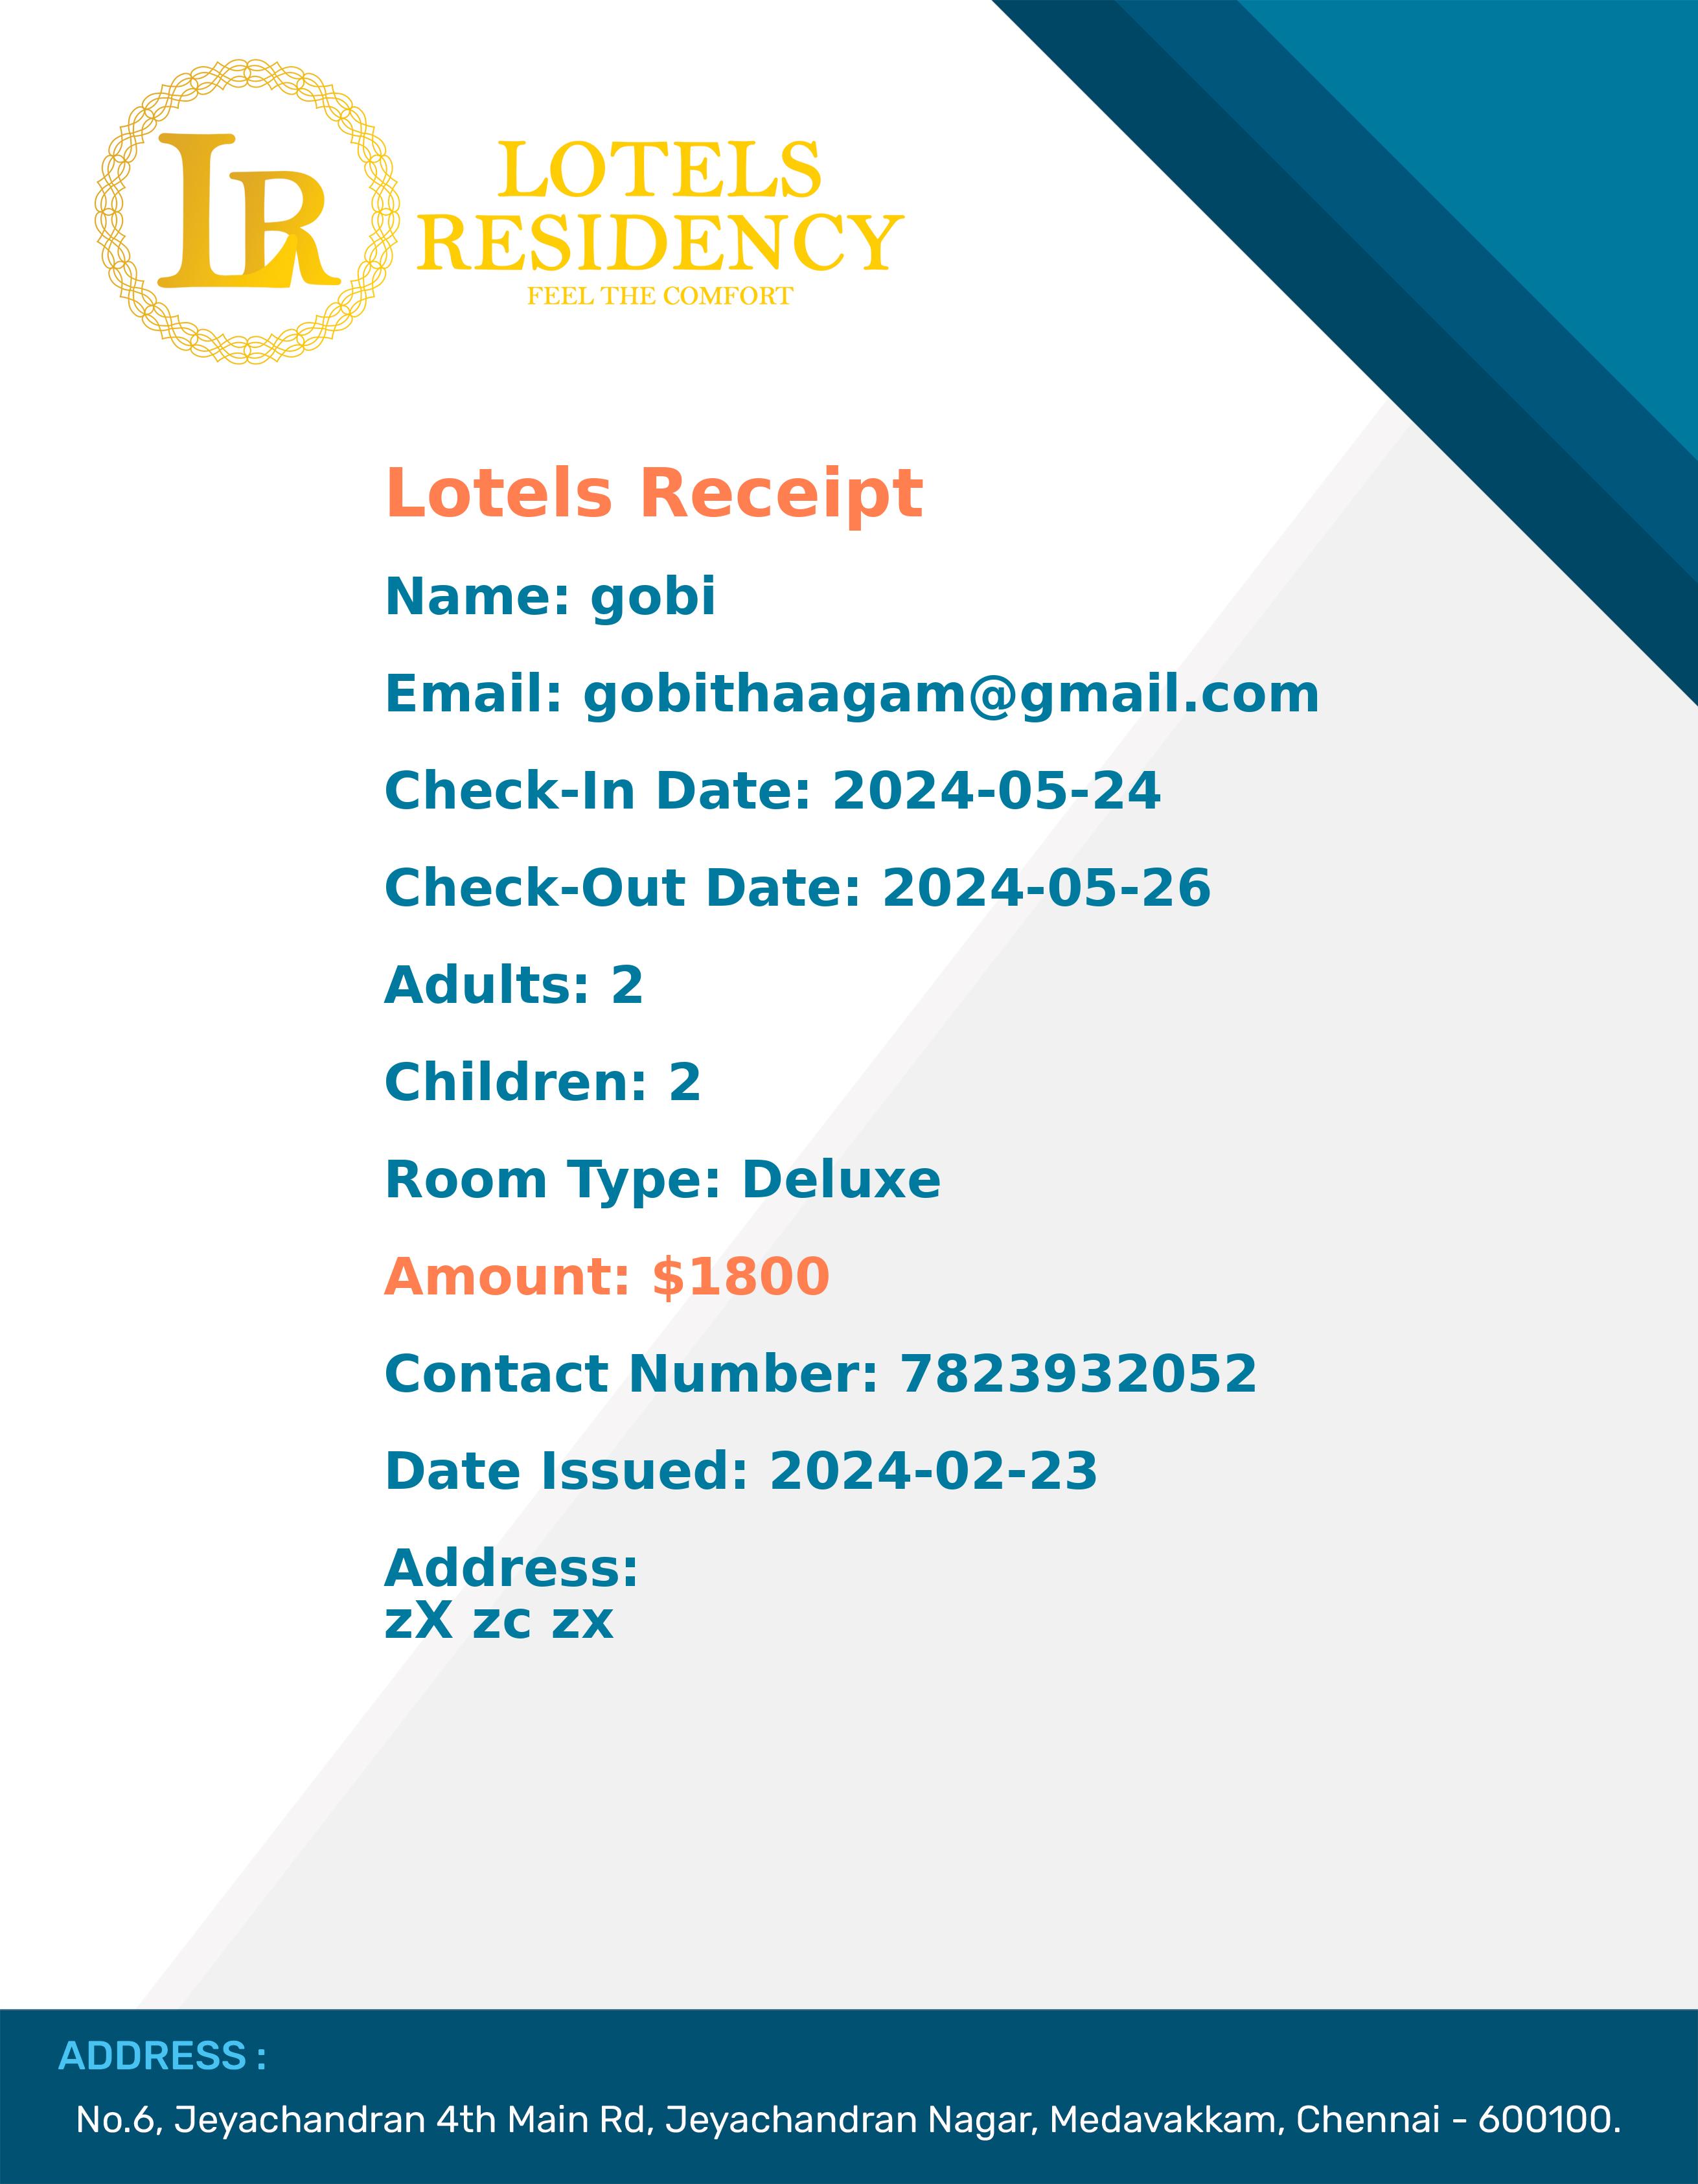 LR
LOTELS
RESIDENCY
FEEL THE COMFORT
Lotels Receipt
Name: gobi
Email: gobithaagam@gmail.com
Check-In Date: 2024-05-24
Check-Out Date: 2024-05-26
Adults: 2
Children: 2
Room Type: Deluxe
Amount: $1800
Contact Number: 7823932052
Date Issued: 2024-02-23
Address:
zX zc zx
ADDRESS :
No.6, Jeyachandran 4th Main Rd, Jeyachandran Nagar, Medavakkam, Chennai - 600100.